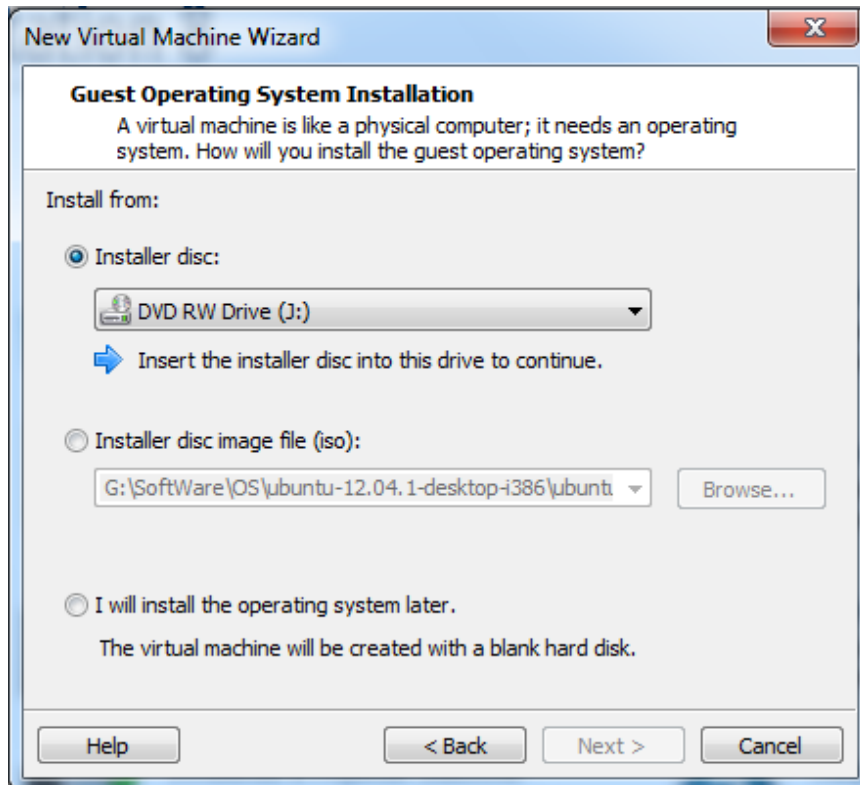 New Virtual Machine Wizard
Guest Operating System Installation
A virtual machine is like a physical computer; it needs an operating
system. How will you install the guest operating system?
Install from:
Installer disc:
DVD RW Drive (J:)
Insert the installer disc into this drive to continue.
Installer disc image file (iso):
G:\SoftWare\OS\ubuntu-12.04.1-desktop-i386\ubuntu
Browse...
I will install the operating system later.
The virtual machine will be created with a blank hard disk.
Help
< Back
Next >
Cancel